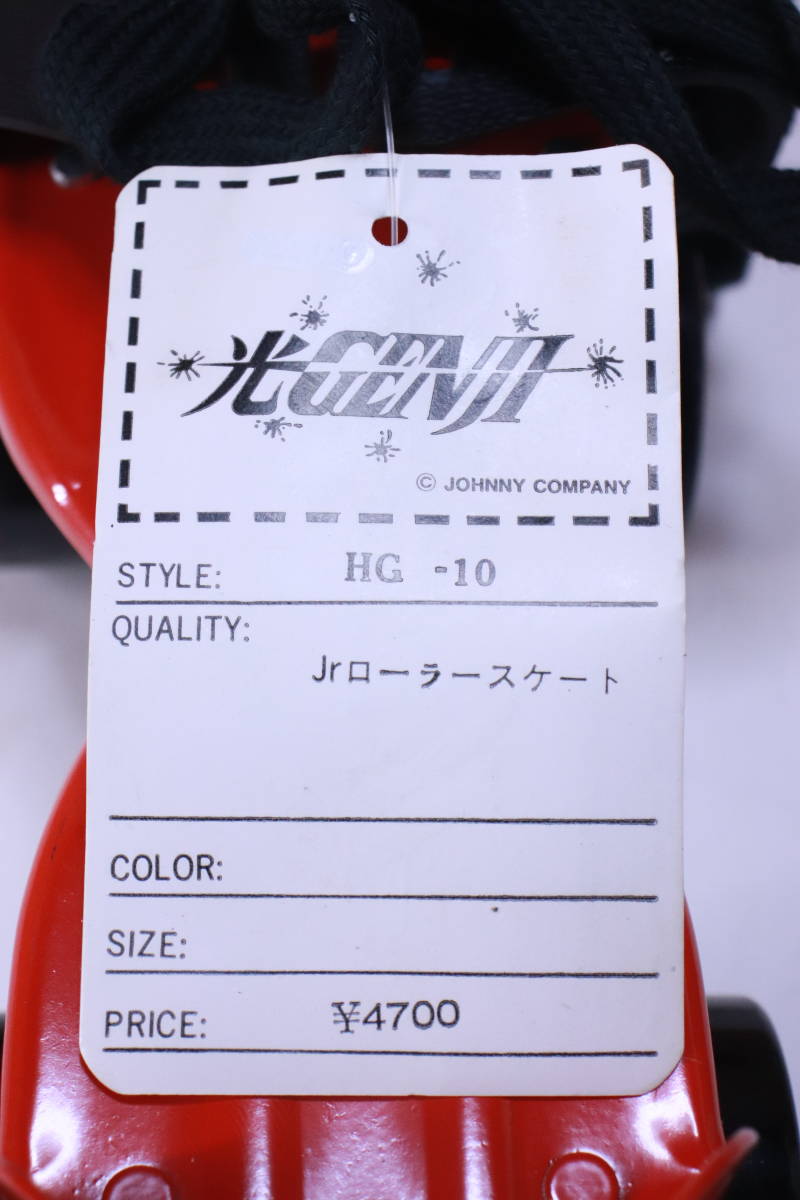 光GENJI
© JOHNNY COMPANY
STYLE: HG -10
QUALITY:
Jrローラースケート
COLOR:
SIZE:
PRICE: ¥4700